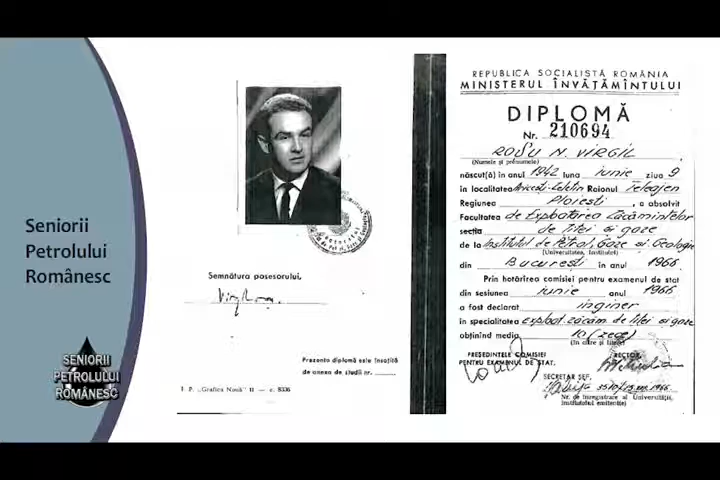 Seniorii
Petrolului
Românesc
SENIORII
PETROLULUI
ROMÂNESC
Semnătura posesorului,
Prezenta diplomă este însoțită
de anexa de studii nr.
I. P. „Grafica Nouă" II — c. 8336
REPUBLICA SOCIALISTĂ ROMÂNIA
MINISTERUL ÎNVĂȚĂMÎNTULUI
DIPLOMĂ
Nr. 210694
ROȘU N. VIRGIL
(Numele și prenumele)
născut(ă) în anul 1942 luna iunie ziua 9
în localitatea Raionul Teleajen
Regiunea Ploiești, a absolvit
Facultatea de Exploatarea Zăcămintelor
secția de Țiței și gaze
de la Institutul de Petrol, Gaze și Geologie
(Universitatea, Institutul)
din București în anul 1966
Prin hotărîrea comisiei pentru examenul de stat
din sesiunea iunie anul 1966
a fost declarat inginer
în specialitatea exploat. zăcăm. de țiței și gaze
obținînd media 10 (zece)
(în cifre și litere)
PREȘEDINTELE COMISIEI
PENTRU EXAMENUL DE STAT,
RECTOR,
SECRETAR ȘEF,
Nr. de înregistrare al Universității,
Institutului emitente)